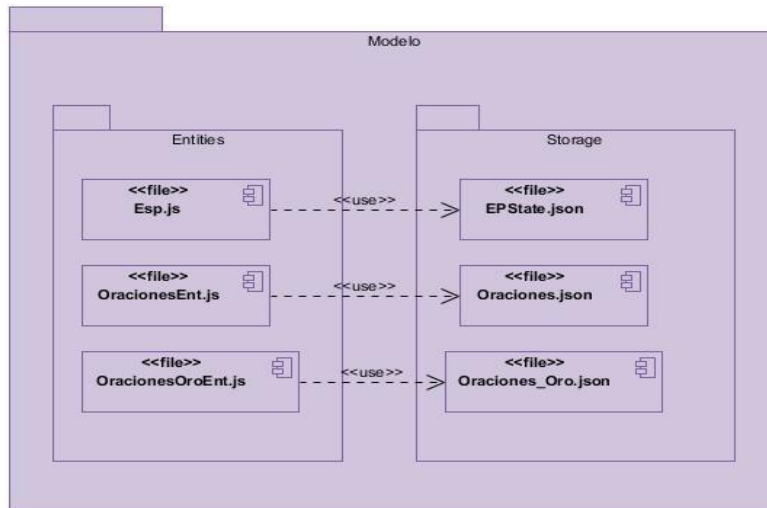 Modelo
Entities
Storage
<<file>>
Esp.js
<<use>>
<<file>>
EPState.json
<<file>>
OracionesEnt.js
<<use>>
<<file>>
Oraciones.json
<<file>>
OracionesOroEnt.js
<<use>>
<<file>>
Oraciones_Oro.json